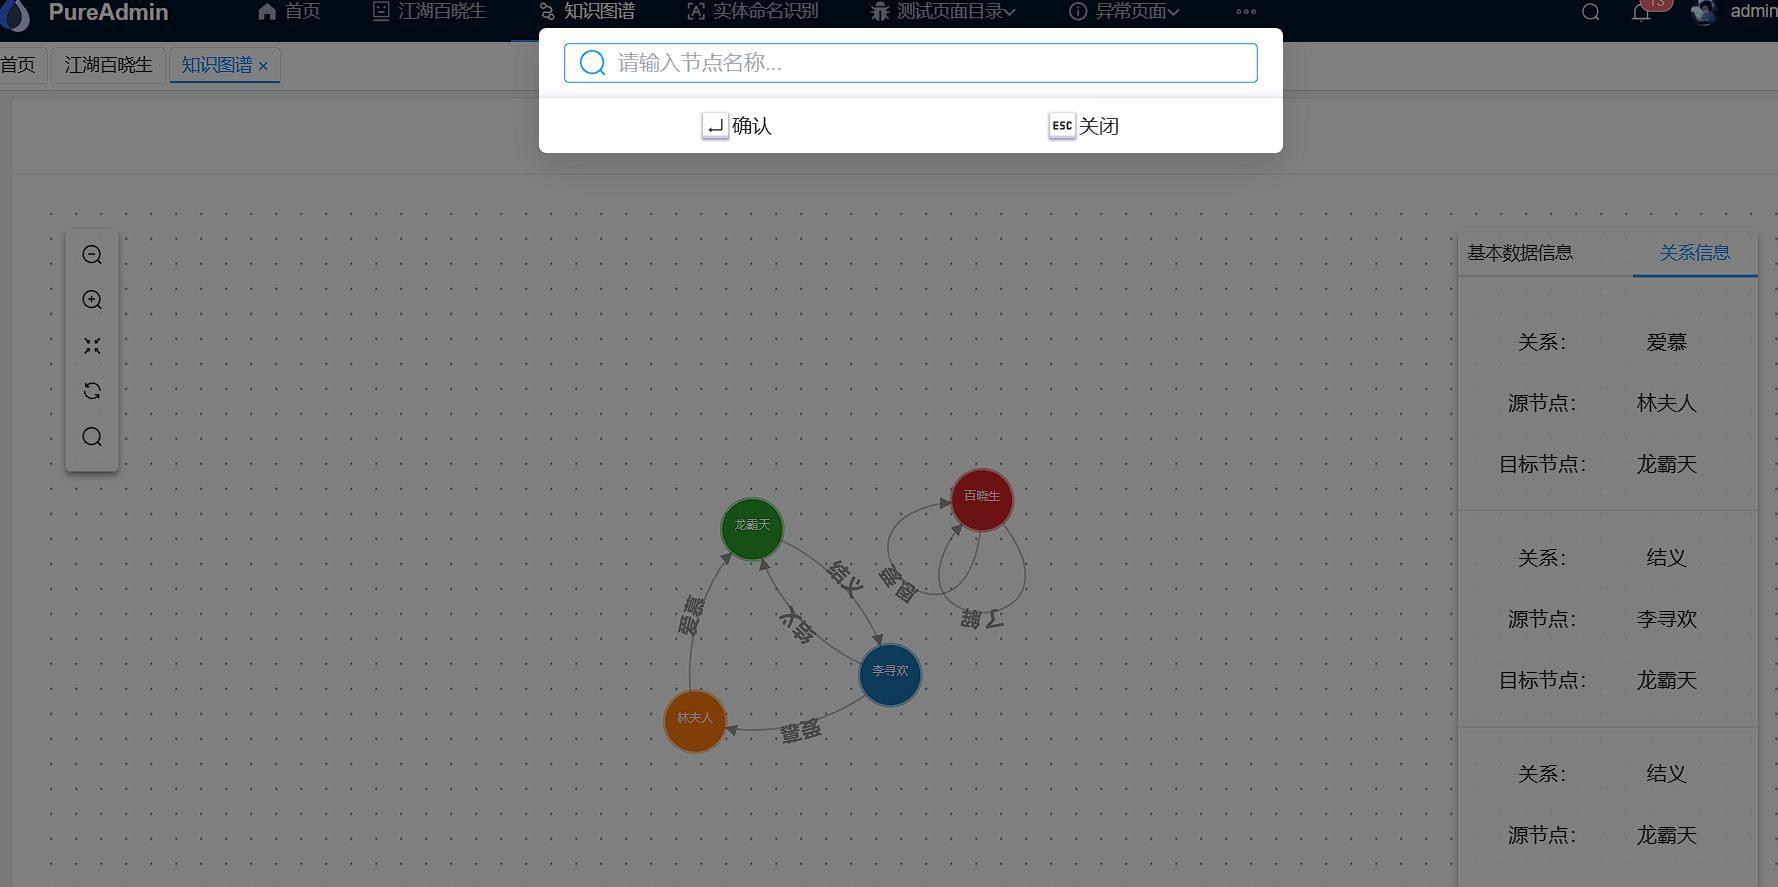 PureAdmin
首页
江湖百晓生
知识图谱
实体命名识别
测试页面目录
异常页面
13
admin
首页
江湖百晓生
知识图谱 ×
请输入节点名称...
确认
ESC 关闭
基本数据信息
关系信息
关系：
爱慕
源节点：
林夫人
目标节点：
龙霸天
关系：
结义
源节点：
李寻欢
目标节点：
龙霸天
关系：
结义
源节点：
龙霸天
百晓生
龙霸天
结义
恩爱
爱慕
结义
了解
李寻欢
林夫人
爱慕